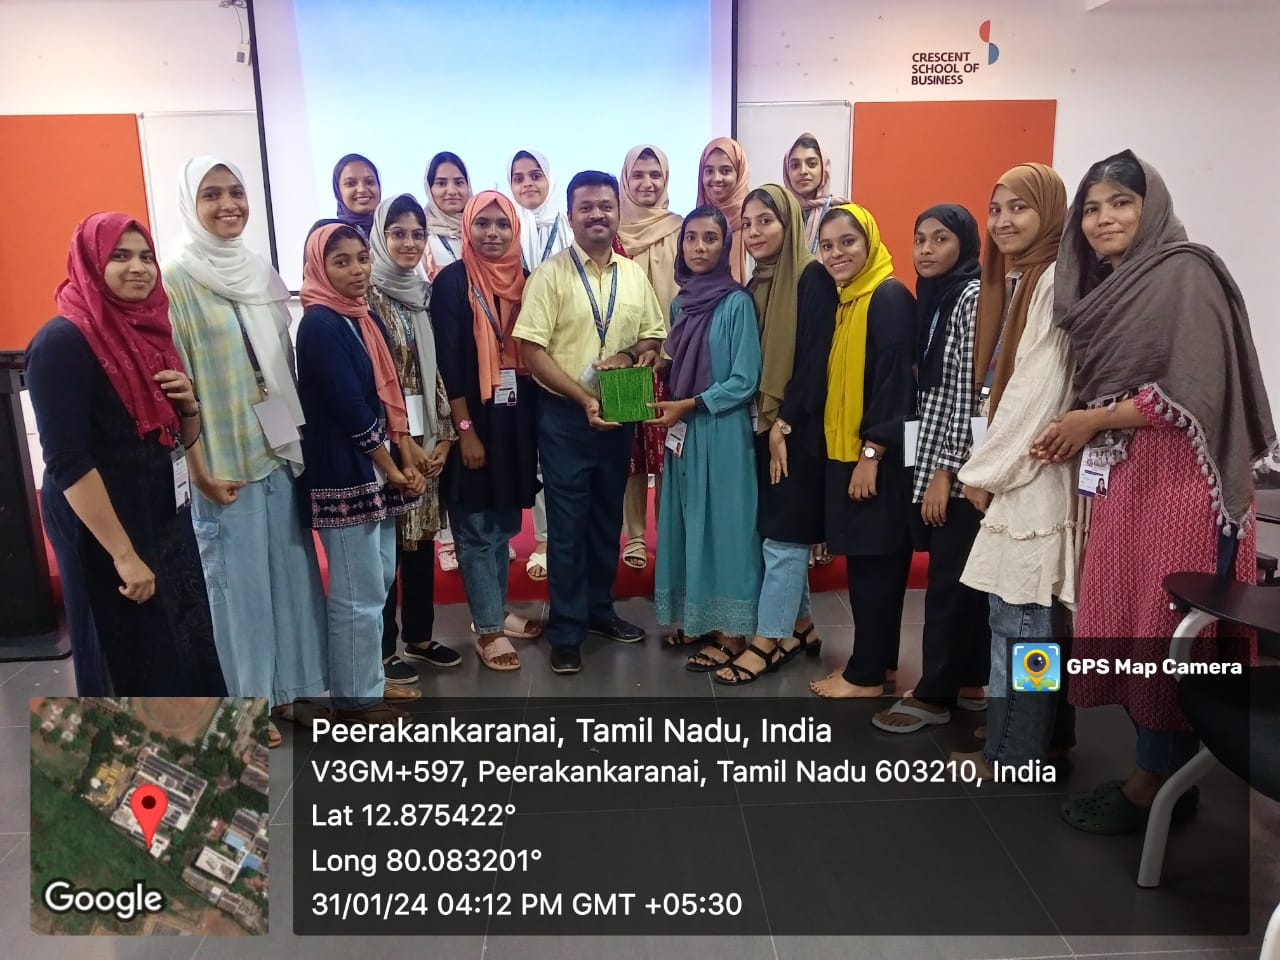 CRESCENT
SCHOOL OF
BUSINESS
GPS Map Camera
Peerakankaranai, Tamil Nadu, India
V3GM+597, Peerakankaranai, Tamil Nadu 603210, India
Lat 12.875422°
Long 80.083201°
31/01/24 04:12 PM GMT +05:30
Google